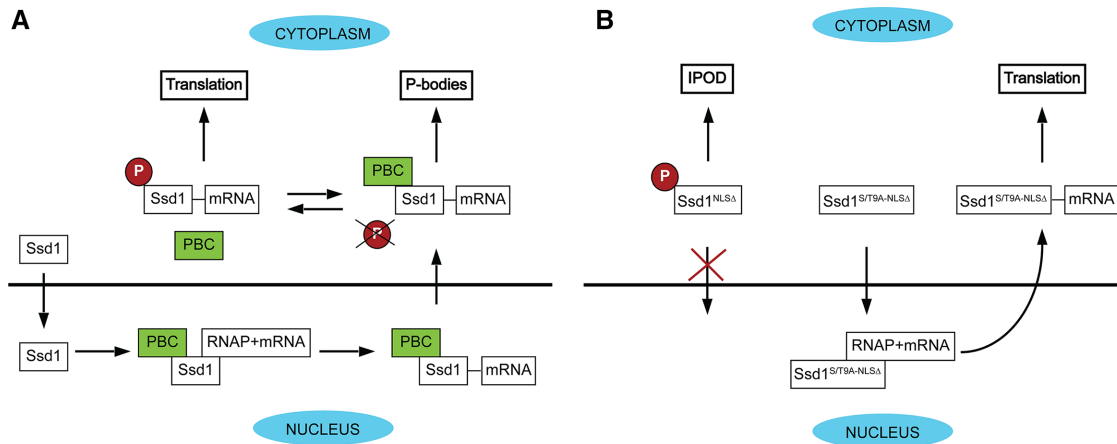 A
CYTOPLASM
Translation
P-bodies
P
PBC
Ssd1
mRNA
Ssd1
mRNA
PBC
P
Ssd1
Ssd1
PBC
RNAP+mRNA
Ssd1
PBC
Ssd1
mRNA
NUCLEUS
B
CYTOPLASM
IPOD
Translation
P
Ssd1NLSΔ
Ssd1S/T9A-NLSΔ
Ssd1S/T9A-NLSΔ
mRNA
RNAP+mRNA
Ssd1S/T9A-NLSΔ
NUCLEUS